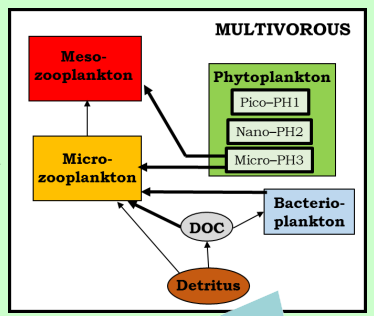 MULTIVOROUS
Meso-
zooplankton
Phytoplankton
Pico–PH1
Nano–PH2
Micro–PH3
Micro-
zooplankton
Bacterio-
plankton
DOC
Detritus